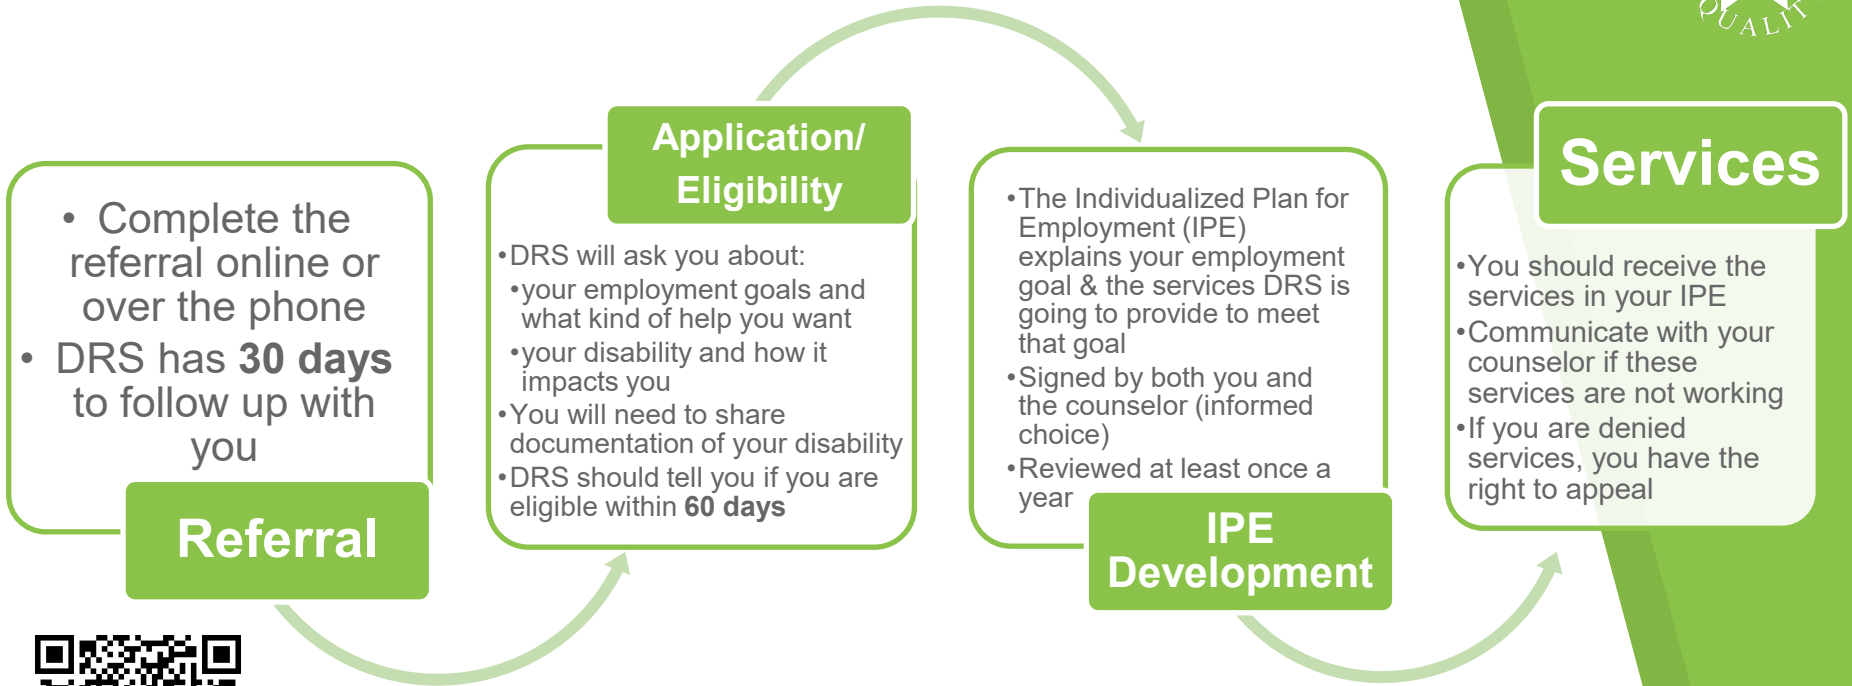 • Complete the
referral online or
over the phone
• DRS has 30 days
to follow up with
you
Referral
Application/
Eligibility
•DRS will ask you about:
•your employment goals and
what kind of help you want
•your disability and how it
impacts you
•You will need to share
documentation of your disability
•DRS should tell you if you are
eligible within 60 days
•The Individualized Plan for
Employment (IPE)
explains your employment
goal & the services DRS is
going to provide to meet
that goal
•Signed by both you and
the counselor (informed
choice)
•Reviewed at least once a
year
IPE
Development
Services
•You should receive the
services in your IPE
•Communicate with your
counselor if these
services are not working
•If you are denied
services, you have the
right to appeal